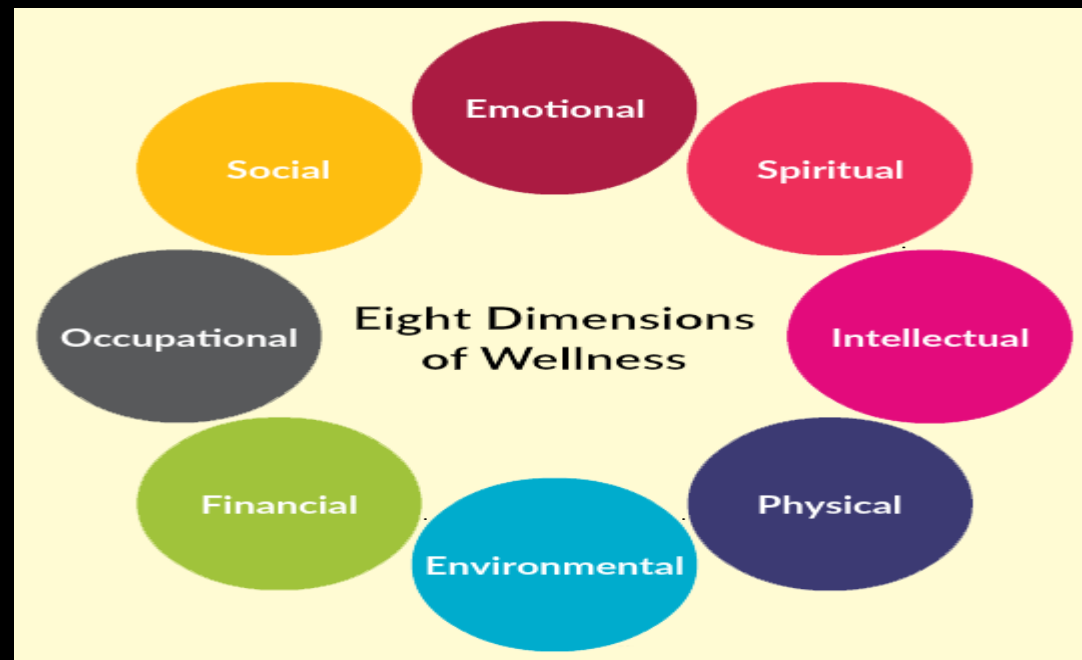 Emotional
Social
Spiritual
Occupational
Eight Dimensions
of Wellness
Intellectual
Financial
Physical
Environmental